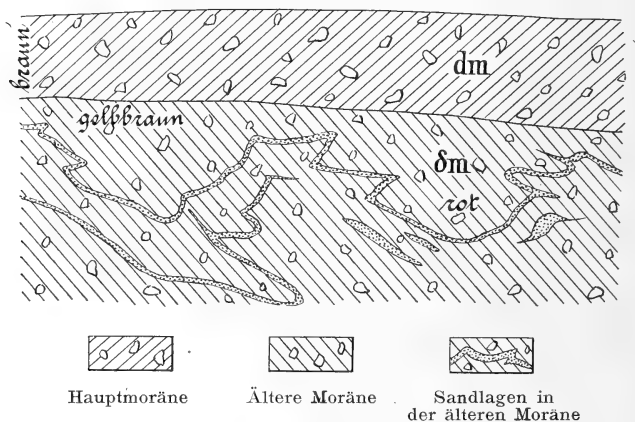 braun
dm
gelbbraun
δm
rot
Hauptmoräne
Ältere Moräne
Sandlagen in
der älteren Moräne